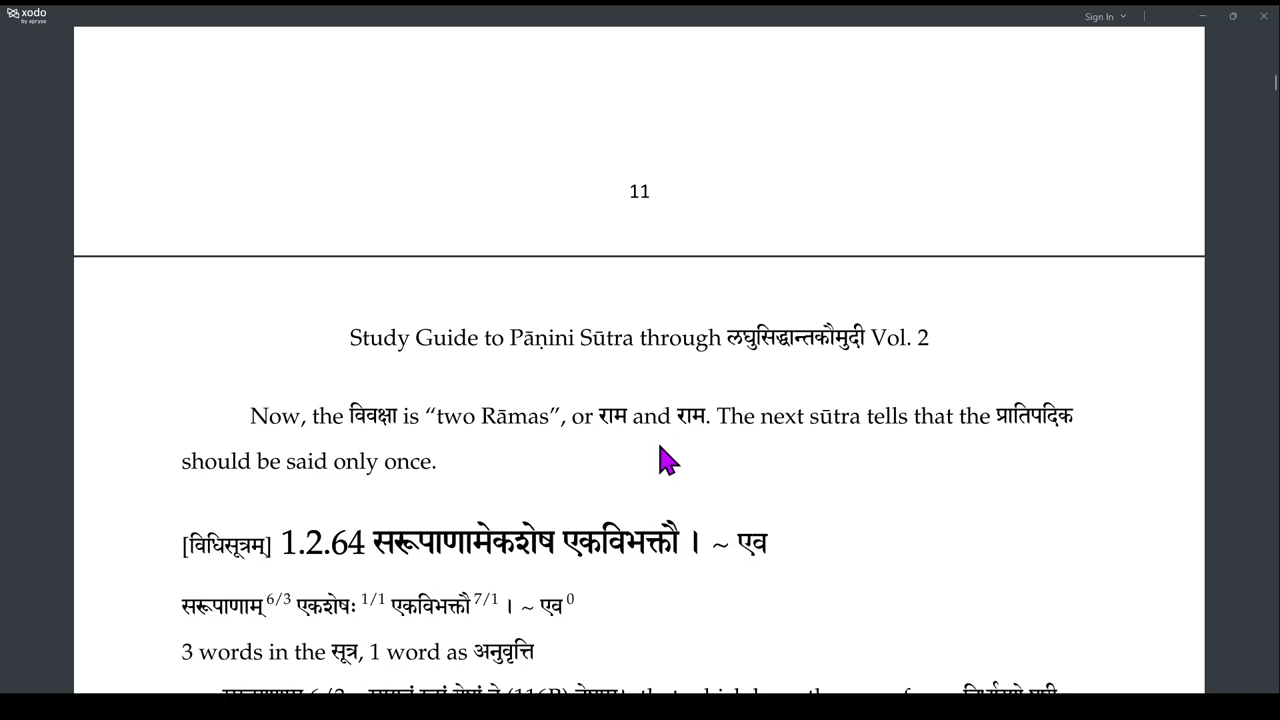 xodo
by apryse
Sign In
11
Study Guide to Pāṇini Sūtra through लघुसिद्धान्तकौमुदी Vol. 2
Now, the विवक्षा is “two Rāmas”, or राम and राम. The next sūtra tells that the प्रातिपदिक
should be said only once.
[विधिसूत्रम्] 1.2.64 सरूपाणामेकशेष एकविभक्तौ । ~ एव
सरूपाणाम् 6/3 एकशेषः 1/1 एकविभक्तौ 7/1 । ~ एव 0
3 words in the सूत्र, 1 word as अनुवृत्ति